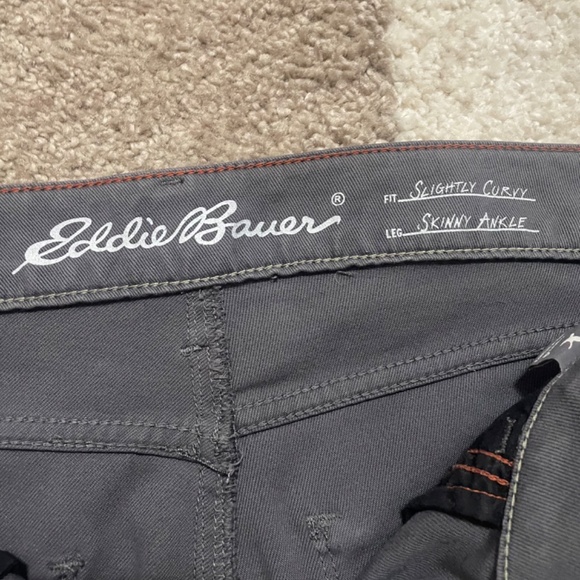 Eddie Bauer®
FIT SLIGHTLY CURVY
LEG SKINNY ANKLE